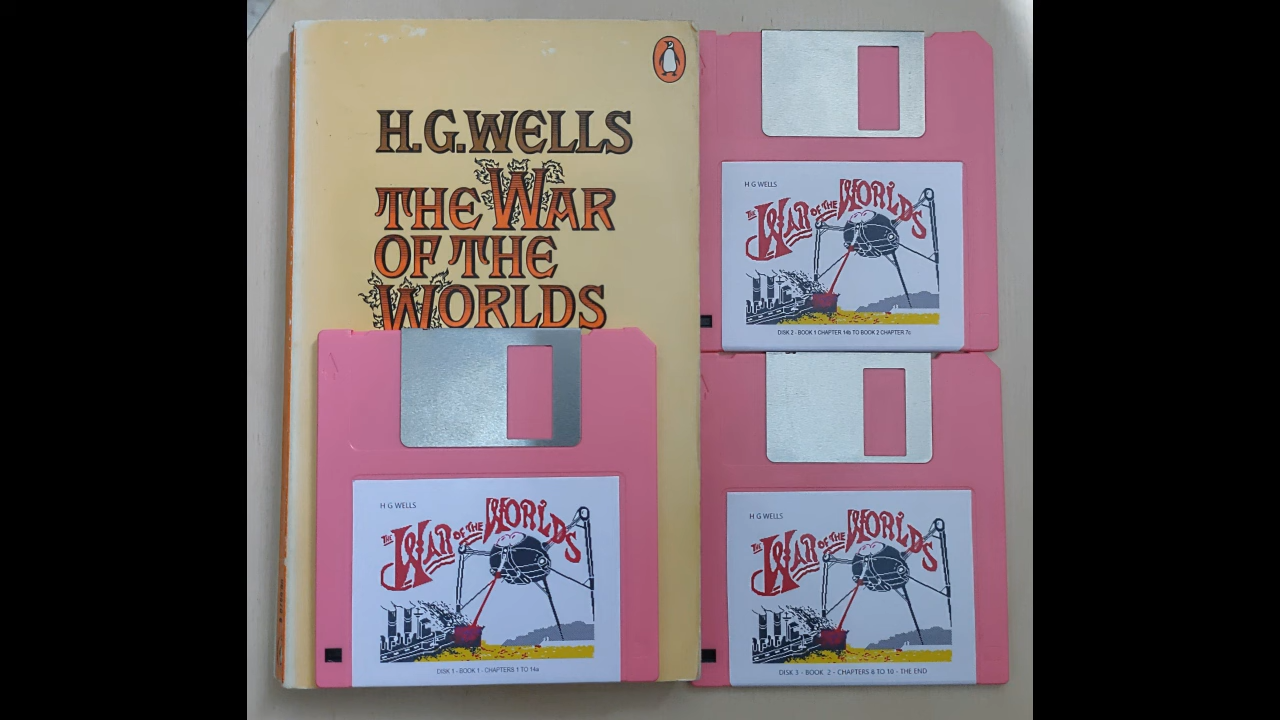 H.G.WELLS
THE WAR
OF THE
WORLDS
H G WELLS
THE WAR OF THE WORLDS
DISK 2 - BOOK 1 CHAPTER 14b TO BOOK 2 CHAPTER 7c
H G WELLS
THE WAR OF THE WORLDS
DISK 1 - BOOK 1 - CHAPTERS 1 TO 14a
H G WELLS
THE WAR OF THE WORLDS
DISK 3 - BOOK 2 - CHAPTERS 8 TO 10 - THE END